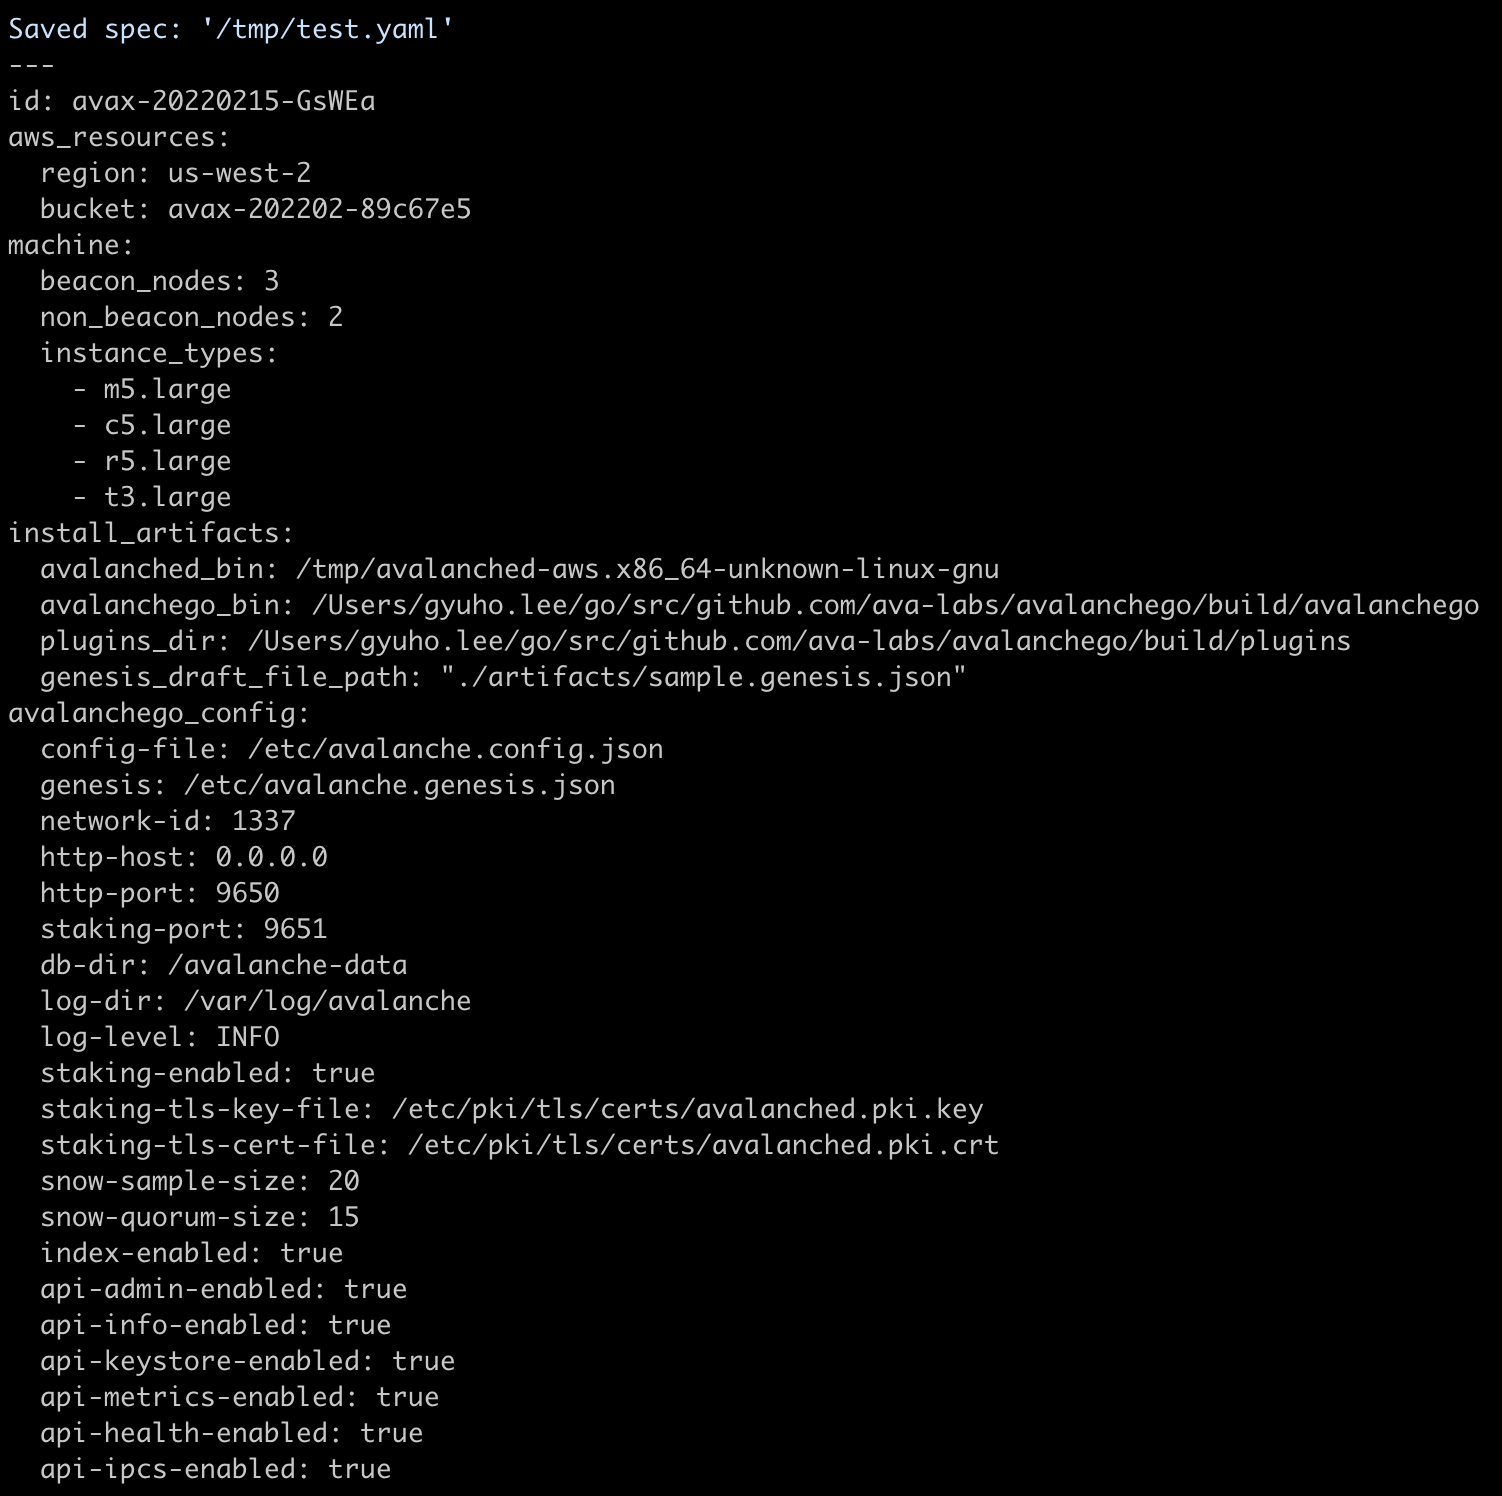 Saved spec: '/tmp/test.yaml'
---
id: avax-20220215-GsWEa
aws_resources:
  region: us-west-2
  bucket: avax-202202-89c67e5
machine:
  beacon_nodes: 3
  non_beacon_nodes: 2
  instance_types:
    - m5.large
    - c5.large
    - r5.large
    - t3.large
install_artifacts:
  avalanched_bin: /tmp/avalanched-aws.x86_64-unknown-linux-gnu
  avalanchego_bin: /Users/gyuho.lee/go/src/github.com/ava-labs/avalanchego/build/avalanchego
  plugins_dir: /Users/gyuho.lee/go/src/github.com/ava-labs/avalanchego/build/plugins
  genesis_draft_file_path: "./artifacts/sample.genesis.json"
avalanchego_config:
  config-file: /etc/avalanche.config.json
  genesis: /etc/avalanche.genesis.json
  network-id: 1337
  http-host: 0.0.0.0
  http-port: 9650
  staking-port: 9651
  db-dir: /avalanche-data
  log-dir: /var/log/avalanche
  log-level: INFO
  staking-enabled: true
  staking-tls-key-file: /etc/pki/tls/certs/avalanched.pki.key
  staking-tls-cert-file: /etc/pki/tls/certs/avalanched.pki.crt
  snow-sample-size: 20
  snow-quorum-size: 15
  index-enabled: true
  api-admin-enabled: true
  api-info-enabled: true
  api-keystore-enabled: true
  api-metrics-enabled: true
  api-health-enabled: true
  api-ipcs-enabled: true